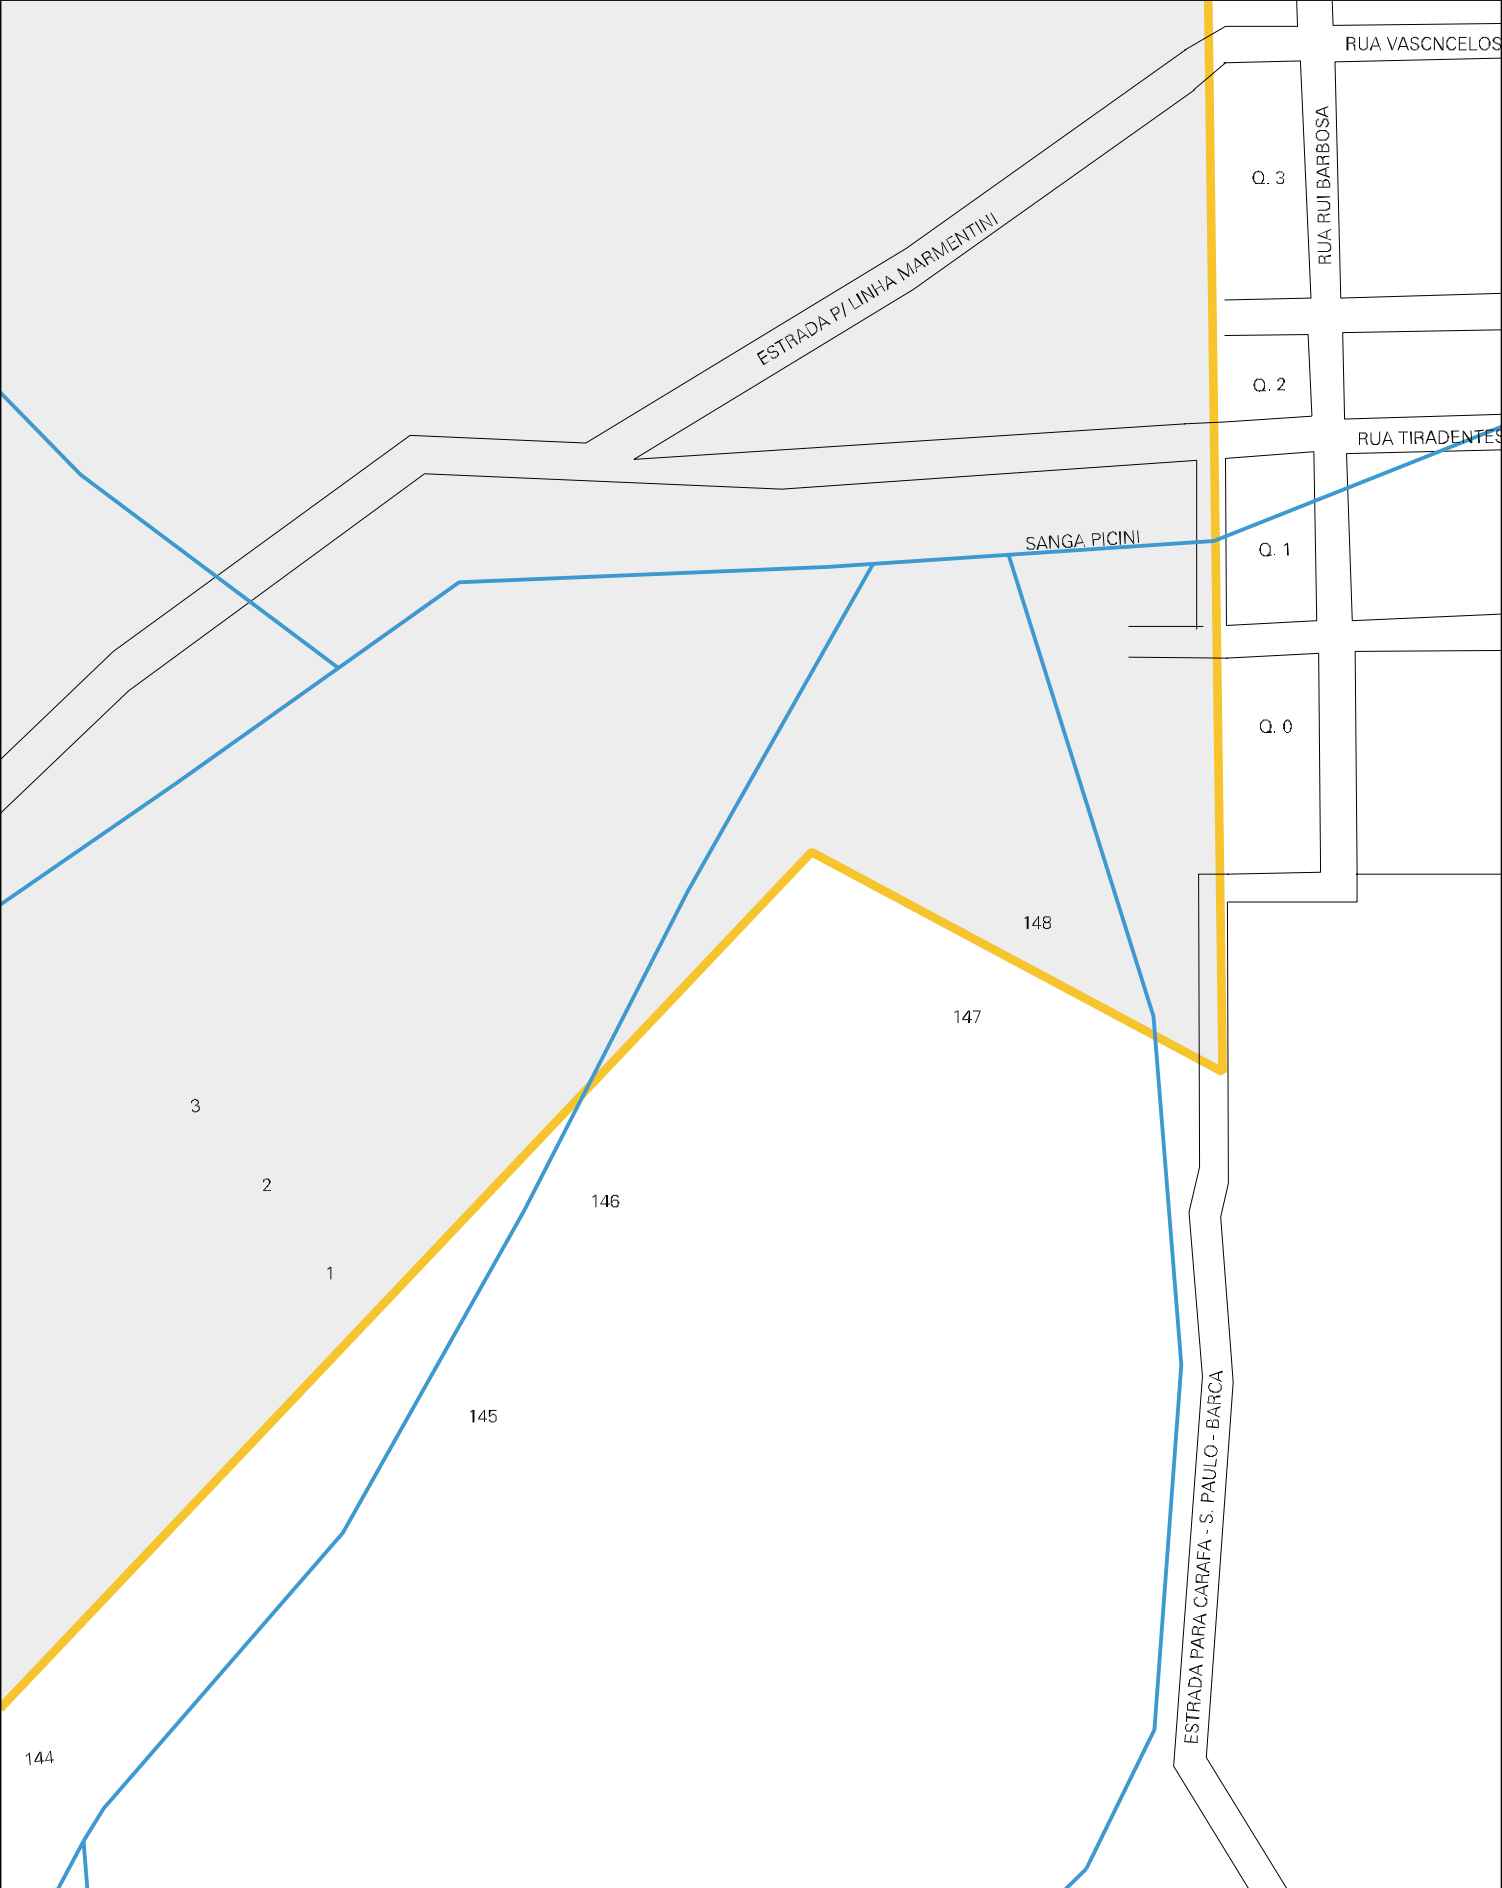 RUA VASCNCELOS
RUA RUI BARBOSA
Q. 3
ESTRADA P/ LINHA MARMENTINI
Q. 2
RUA TIRADENTES
SANGA PICINI
Q. 1
Q. 0
148
147
3
2
146
1
145
ESTRADA PARA CARAFA - S. PAULO - BARCA
144